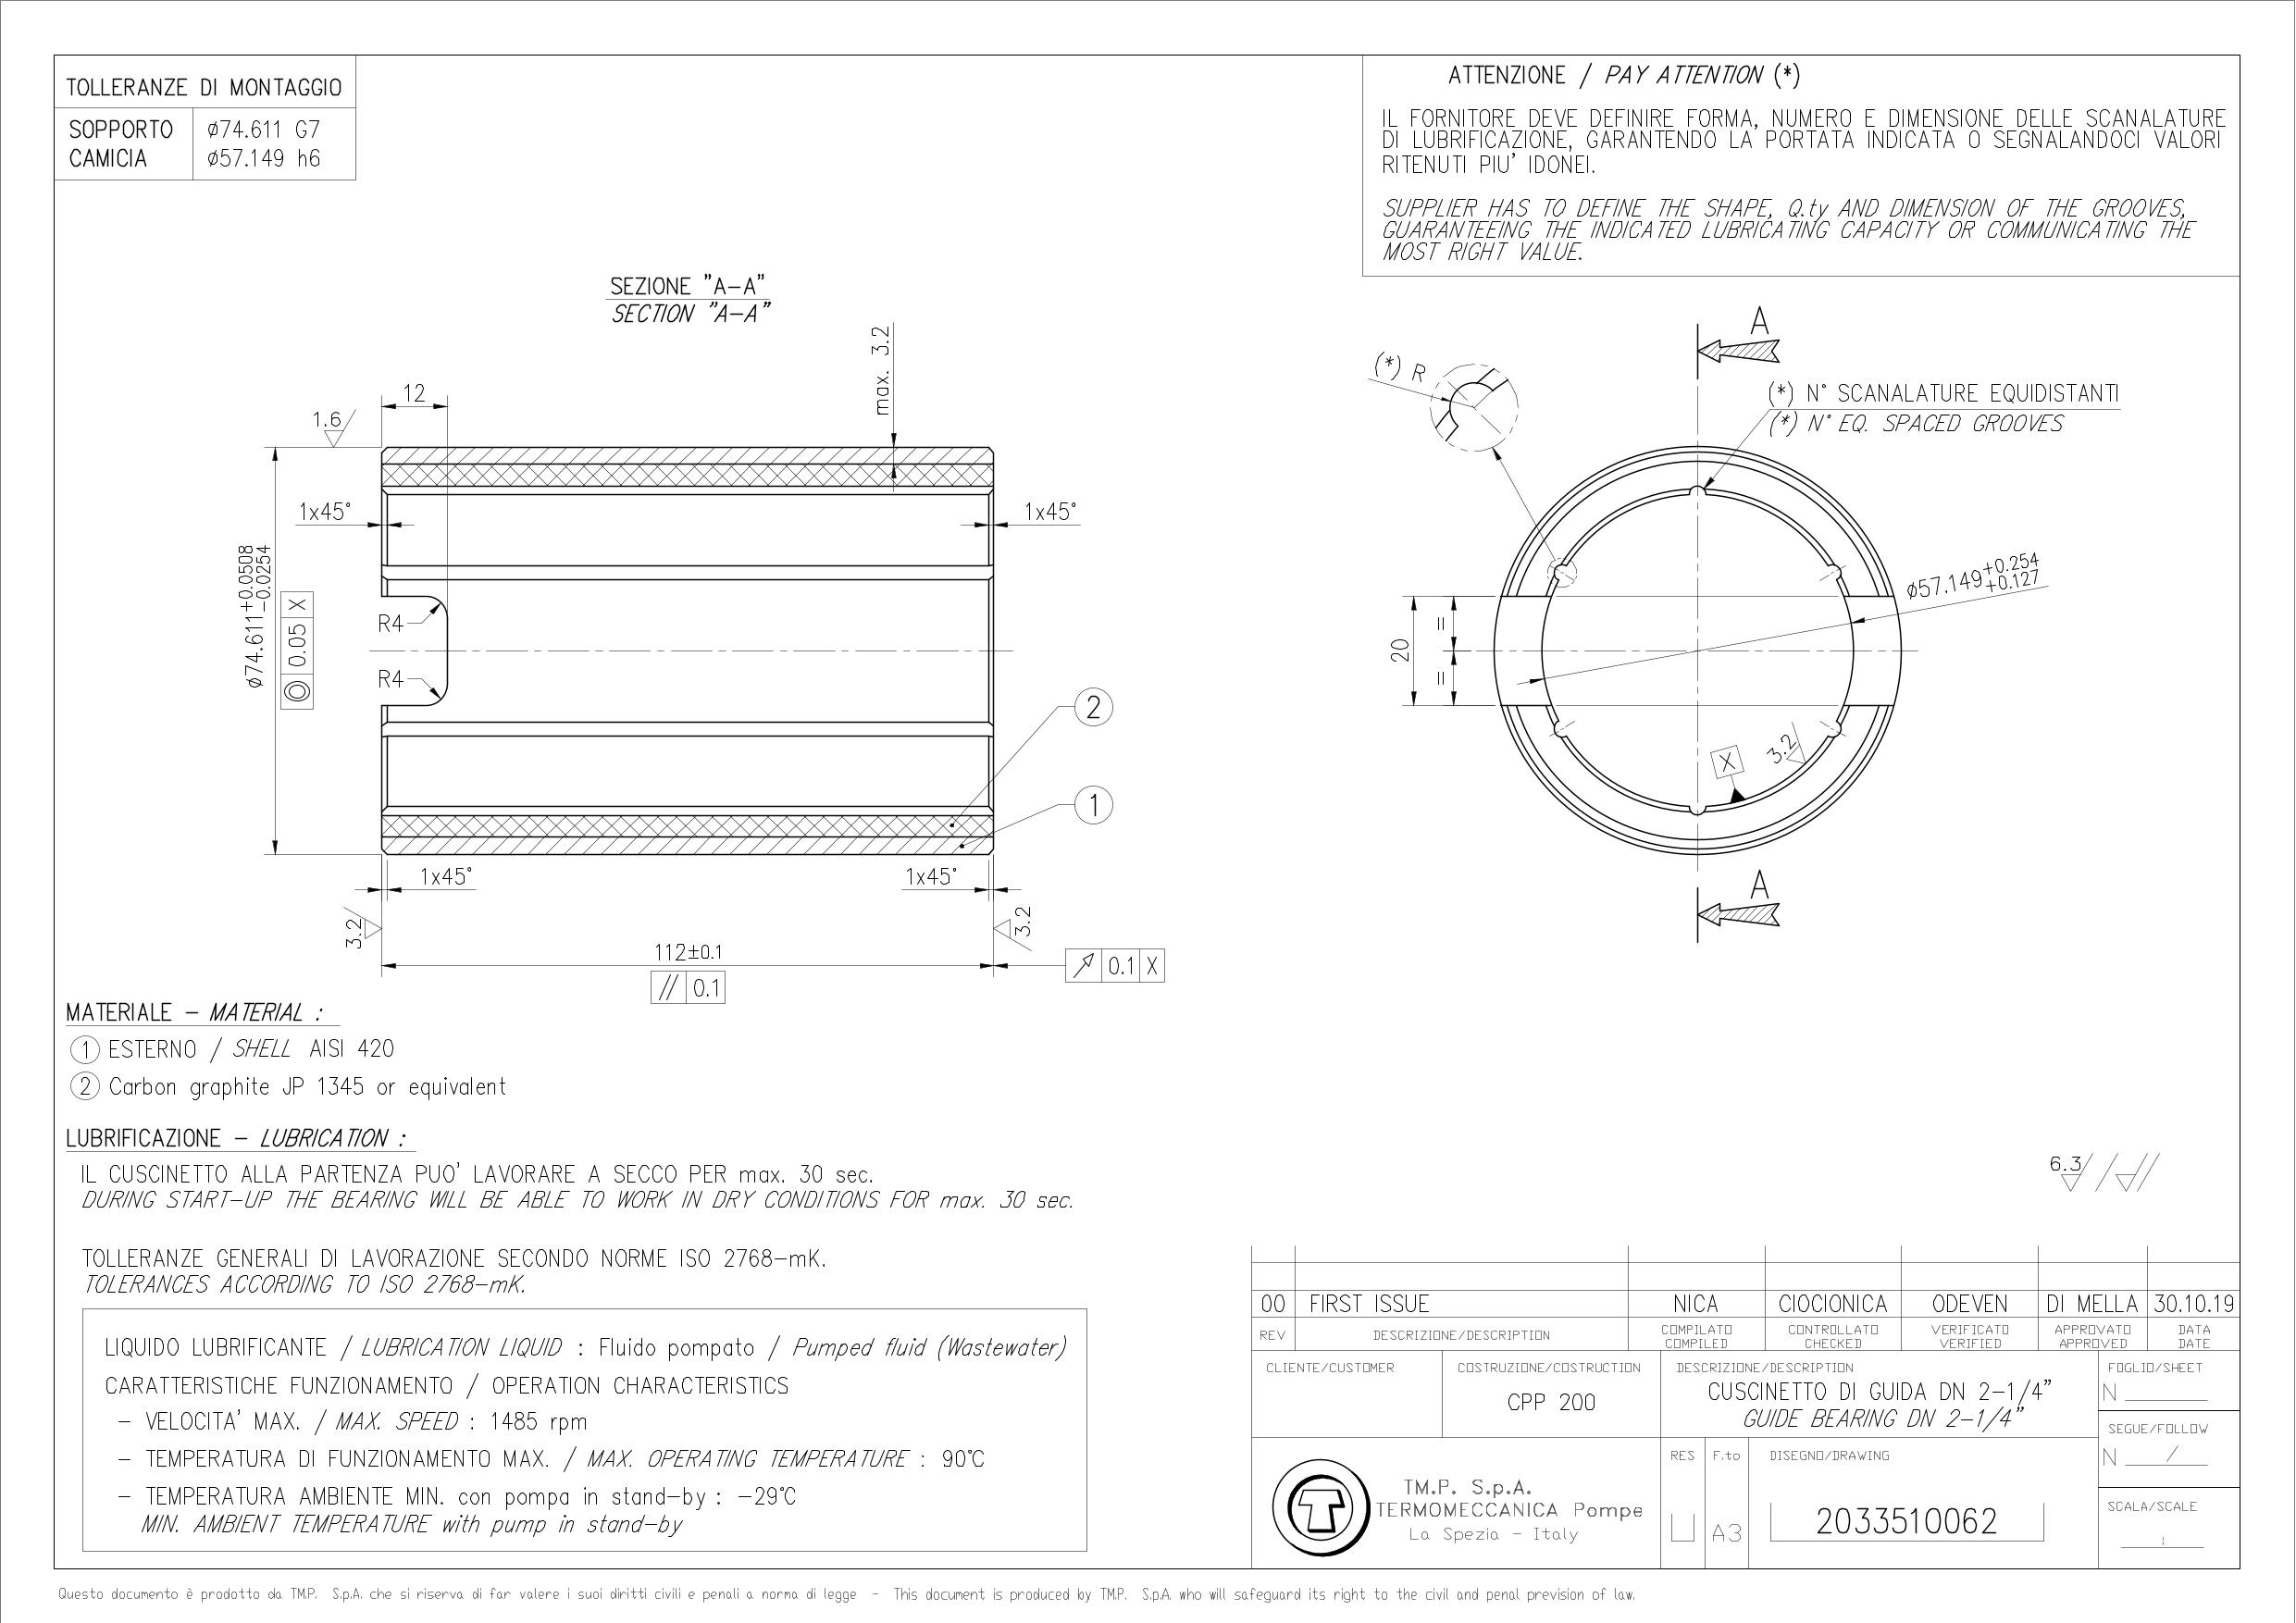 TOLLERANZE DI MONTAGGIO
SOPPORTO ø74.611 G7
CAMICIA ø57.149 h6
ATTENZIONE / PAY ATTENTION (*)
IL FORNITORE DEVE DEFINIRE FORMA, NUMERO E DIMENSIONE DELLE SCANALATURE
DI LUBRIFICAZIONE, GARANTENDO LA PORTATA INDICATA O SEGNALANDOCI VALORI
RITENUTI PIU' IDONEI.
SUPPLIER HAS TO DEFINE THE SHAPE, Q.ty AND DIMENSION OF THE GROOVES,
GUARANTEEING THE INDICATED LUBRICATING CAPACITY OR COMMUNICATING THE
MOST RIGHT VALUE.
SEZIONE "A-A"
SECTION "A-A"
max. 3.2
12
1.6
1x45°
1x45°
ø74.611 +0.0508 -0.0254
◎ 0.05 X
R4
R4
2
1
1x45°
1x45°
3.2
3.2
112±0.1
// 0.1
↗ 0.1 X
A
(*) R
(*) N° SCANALATURE EQUIDISTANTI
(*) N° EQ. SPACED GROOVES
ø57.149 +0.254 +0.127
20
=
=
X
3.2
A
MATERIALE - MATERIAL :
1 ESTERNO / SHELL AISI 420
2 Carbon graphite JP 1345 or equivalent
LUBRIFICAZIONE - LUBRICATION :
IL CUSCINETTO ALLA PARTENZA PUO' LAVORARE A SECCO PER max. 30 sec.
DURING START-UP THE BEARING WILL BE ABLE TO WORK IN DRY CONDITIONS FOR max. 30 sec.
TOLLERANZE GENERALI DI LAVORAZIONE SECONDO NORME ISO 2768-mK.
TOLERANCES ACCORDING TO ISO 2768-mK.
LIQUIDO LUBRIFICANTE / LUBRICATION LIQUID : Fluido pompato / Pumped fluid (Wastewater)
CARATTERISTICHE FUNZIONAMENTO / OPERATION CHARACTERISTICS
- VELOCITA' MAX. / MAX. SPEED : 1485 rpm
- TEMPERATURA DI FUNZIONAMENTO MAX. / MAX. OPERATING TEMPERATURE : 90°C
- TEMPERATURA AMBIENTE MIN. con pompa in stand-by : -29°C
MIN. AMBIENT TEMPERATURE with pump in stand-by
6.3
00 FIRST ISSUE NICA CIOCIONICA ODEVEN DI MELLA 30.10.19
REV DESCRIZIONE/DESCRIPTION COMPILATO CONTROLLATO VERIFICATO APPROVATO DATA
COMPILED CHECKED VERIFIED APPROVED DATE
CLIENTE/CUSTOMER COSTRUZIONE/COSTRUCTION DESCRIZIONE/DESCRIPTION FOGLIO/SHEET
CPP 200
CUSCINETTO DI GUIDA DN 2-1/4"
GUIDE BEARING DN 2-1/4"
N
SEGUE/FOLLOW
N /
RES F.to DISEGNO/DRAWING
TM.P. S.p.A.
TERMOMECCANICA Pompe
La Spezia - Italy
A3
2033510062
SCALA/SCALE
:
Questo documento è prodotto da TM.P. S.p.A. che si riserva di far valere i suoi diritti civili e penali a norma di legge - This document is produced by TM.P. S.p.A. who will safeguard its right to the civil and penal prevision of law.